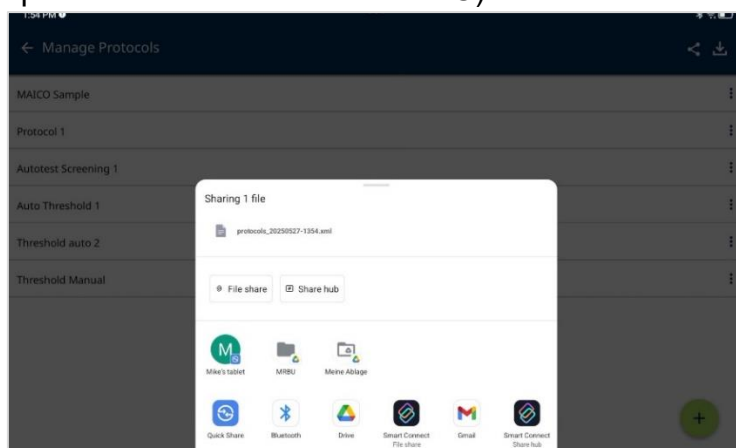 1:54 PM
Manage Protocols
MAICO Sample
Protocol 1
Autotest Screening 1
Auto Threshold 1
Threshold auto 2
Threshold Manual
Sharing 1 file
protocols_20250527-1354.xml
File share Share hub
Mike's tablet MRBU Meine Ablage
Quick Share Bluetooth Drive Smart Connect Gmail Smart Connect
File share Share hub